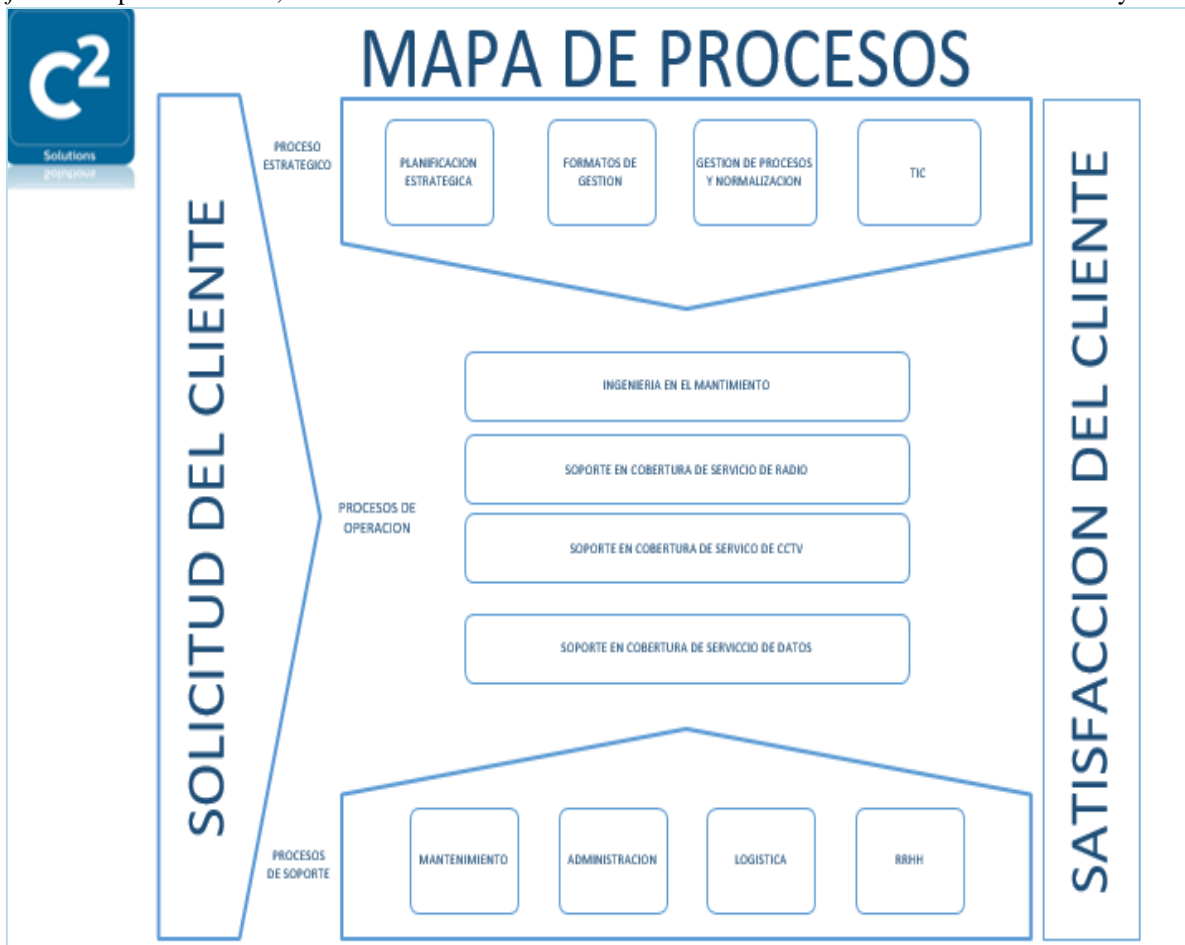 C2
Solutions
MAPA DE PROCESOS
SOLICITUD DEL CLIENTE
PROCESO
ESTRATEGICO
PLANIFICACION
ESTRATEGICA
FORMATOS DE
GESTION
GESTION DE PROCESOS
Y NORMALIZACION
TIC
PROCESOS DE
OPERACION
INGENIERIA EN EL MANTIMIENTO
SOPORTE EN COBERTURA DE SERVICIO DE RADIO
SOPORTE EN COBERTURA DE SERVICO DE CCTV
SOPORTE EN COBERTURA DE SERVICCIO DE DATOS
PROCESOS
DE SOPORTE
MANTENIMIENTO
ADMINISTRACION
LOGISTICA
RRHH
SATISFACCION DEL CLIENTE